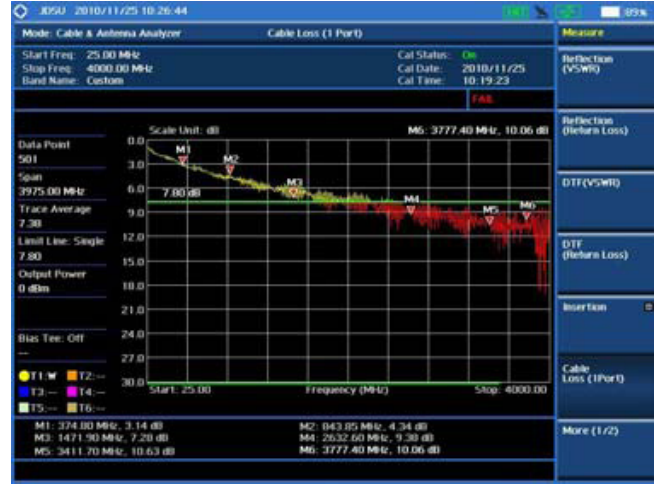 JDSU 2010/11/25 10:26:44
89%
Mode: Cable & Antenna Analyzer
Cable Loss (1 Port)
Start Freq: 25.00 MHz
Stop Freq: 4000.00 MHz
Band Name: Custom
Cal Status: On
Cal Date: 2010/11/25
Cal Time: 10:19:23
FAIL
Data Point
501
Span
3975.00 MHz
Trace Average
7.38
Limit Line: Single
7.80
Output Power
0 dBm
Bias Tee: Off
--
T1: W T2:--
T3:-- T4:--
T5:-- T6:--
Scale Unit: dB
M6: 3777.40 MHz, 10.06 dB
0.0
3.0
6.0
9.0
12.0
15.0
18.0
21.0
24.0
27.0
30.0
7.80 dB
M1
M2
M3
M4
M5
M6
Start: 25.00
Frequency (MHz)
Stop: 4000.00
M1: 374.80 MHz, 3.14 dB
M2: 843.85 MHz, 4.34 dB
M3: 1471.90 MHz, 7.20 dB
M4: 2632.60 MHz, 9.30 dB
M5: 3411.70 MHz, 10.63 dB
M6: 3777.40 MHz, 10.06 dB
Measure
Reflection
(VSWR)
Reflection
(Return Loss)
DTF(VSWR)
DTF
(Return Loss)
Insertion
Cable
Loss (1Port)
More (1/2)